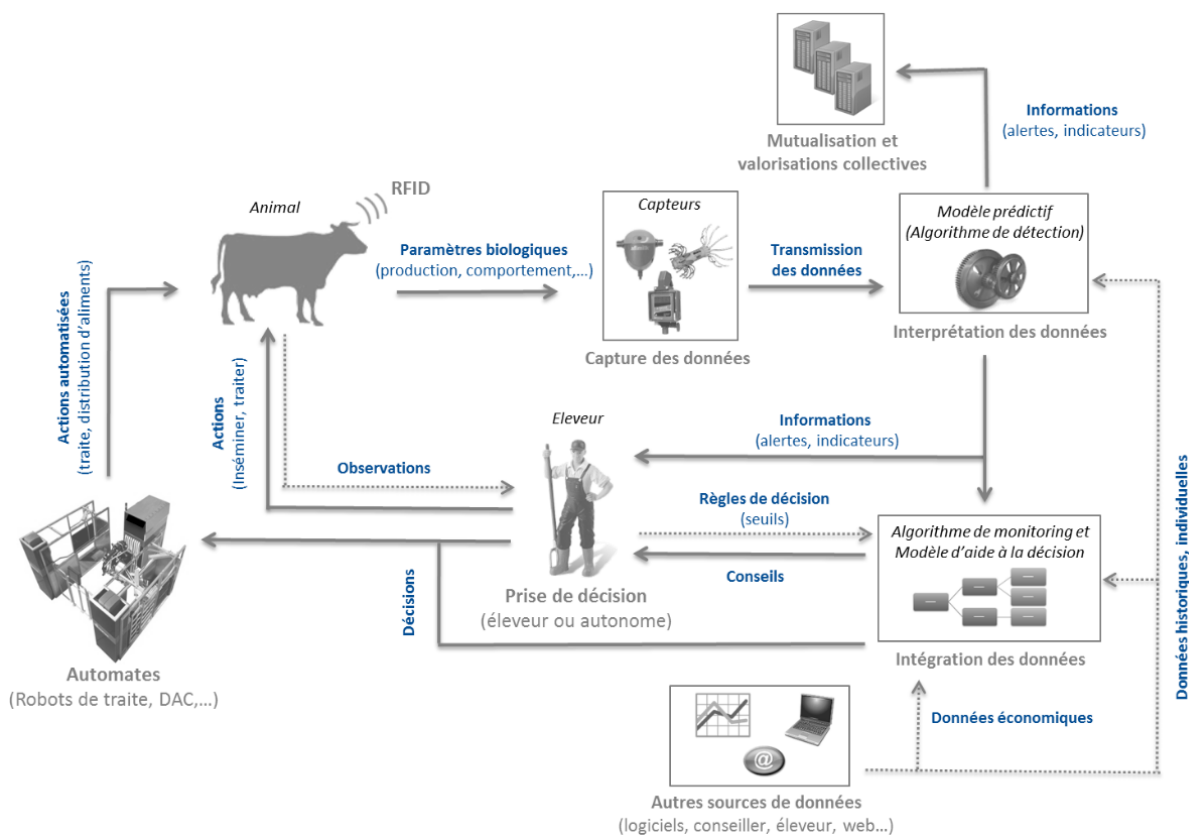 Informations
(alertes, indicateurs)
Mutualisation et
valorisations collectives
RFID
Animal
Capteurs
Modèle prédictif
(Algorithme de détection)
Paramètres biologiques
(production, comportement,...)
Transmission
des données
Capture des données
Interprétation des données
Actions automatisées
(traite, distribution d'aliments)
Actions
(Inséminer, traiter)
Eleveur
Informations
(alertes, indicateurs)
Observations
Règles de décision
(seuils)
Algorithme de monitoring et
Modèle d'aide à la décision
Conseils
Données historiques, individuelles
Décisions
Prise de décision
(éleveur ou autonome)
Intégration des données
Automates
(Robots de traite, DAC,...)
Données économiques
@
Autres sources de données
(logiciels, conseiller, éleveur, web...)